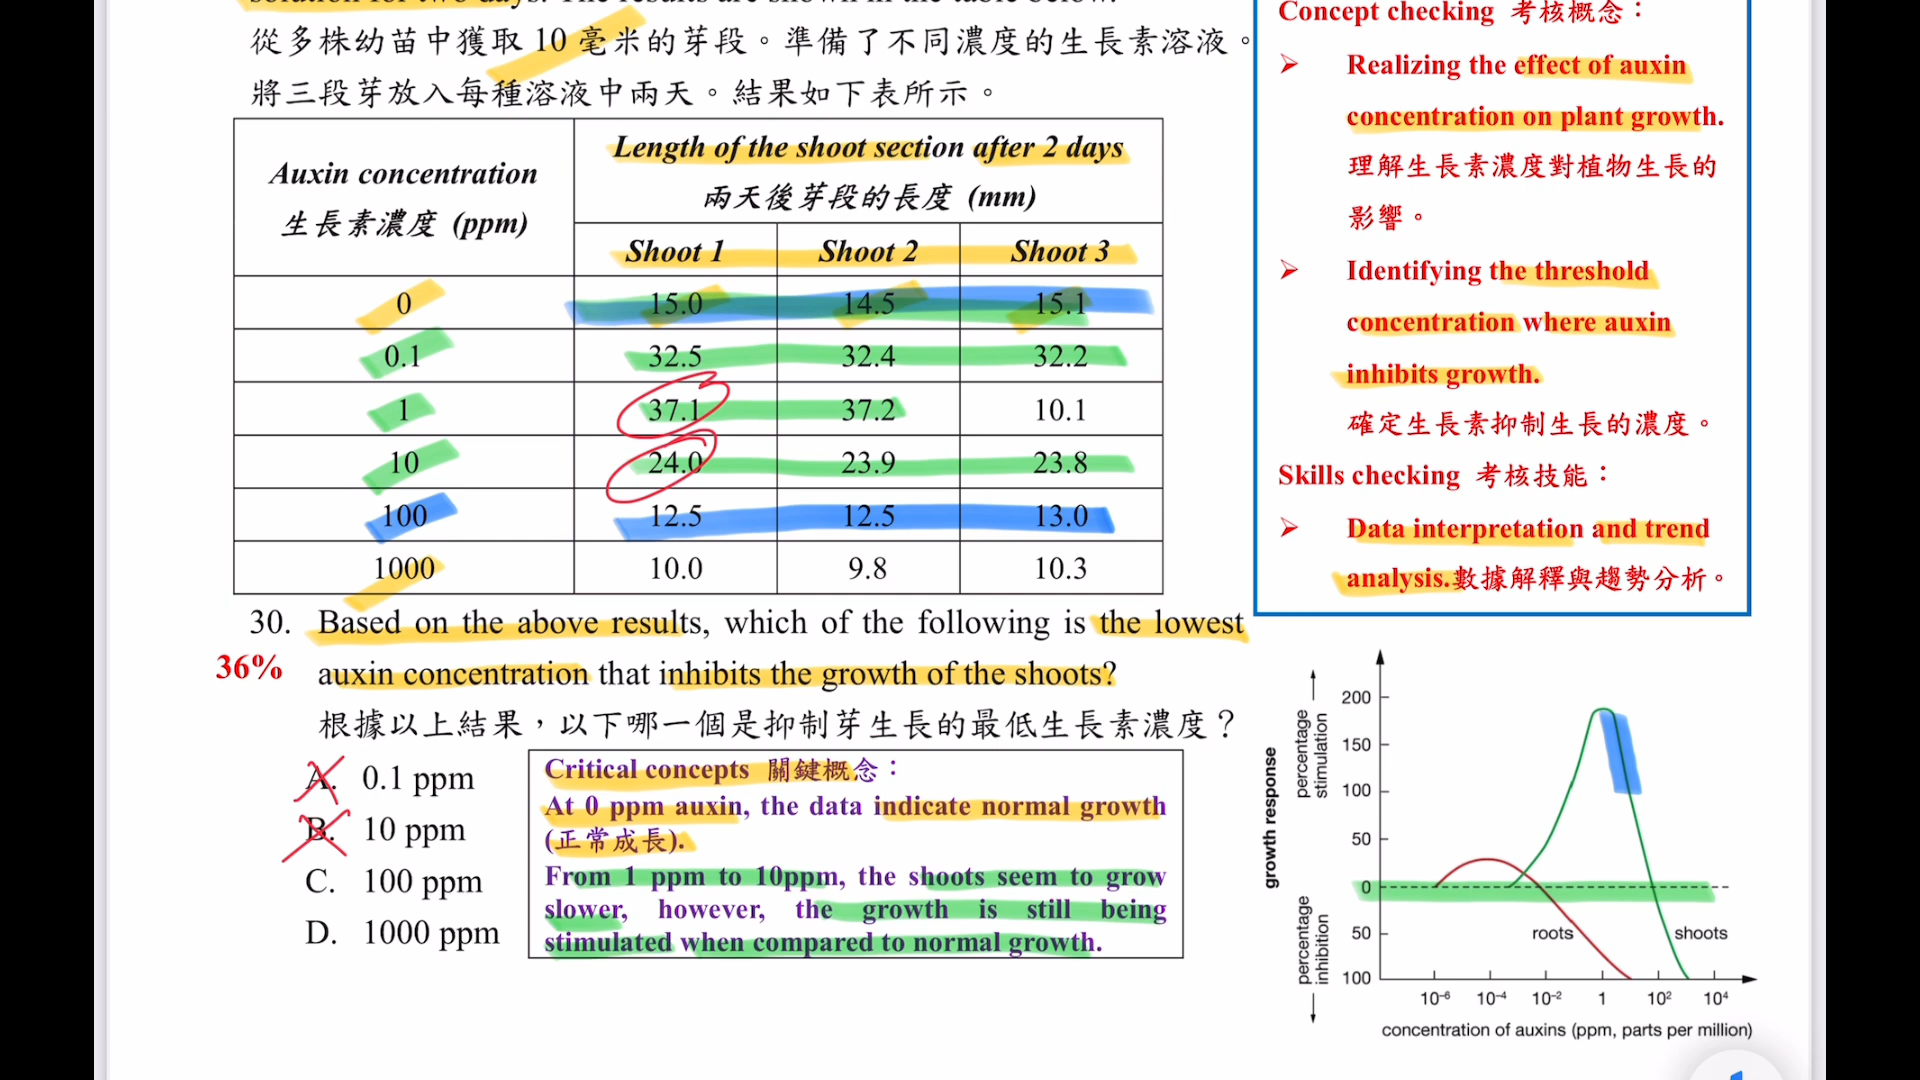 solution for two days. The results are shown in the table below.
從多株幼苗中獲取 10 毫米的芽段。準備了不同濃度的生長素溶液。
將三段芽放入每種溶液中兩天。結果如下表所示。
Auxin concentration
生長素濃度 (ppm)
Length of the shoot section after 2 days
兩天後芽段的長度 (mm)
Shoot 1 Shoot 2 Shoot 3
0 15.0 14.5 15.1
0.1 32.5 32.4 32.2
1 37.1 37.2 10.1
10 24.0 23.9 23.8
100 12.5 12.5 13.0
1000 10.0 9.8 10.3
30. Based on the above results, which of the following is the lowest
36% auxin concentration that inhibits the growth of the shoots?
根據以上結果，以下哪一個是抑制芽生長的最低生長素濃度？
A. 0.1 ppm
B. 10 ppm
C. 100 ppm
D. 1000 ppm
Critical concepts 關鍵概念：
At 0 ppm auxin, the data indicate normal growth
(正常成長).
From 1 ppm to 10ppm, the shoots seem to grow
slower, however, the growth is still being
stimulated when compared to normal growth.
Concept checking 考核概念：
➢ Realizing the effect of auxin
concentration on plant growth.
理解生長素濃度對植物生長的
影響。
➢ Identifying the threshold
concentration where auxin
inhibits growth.
確定生長素抑制生長的濃度。
Skills checking 考核技能：
➢ Data interpretation and trend
analysis.數據解釋與趨勢分析。
growth response
percentage
stimulation
percentage
inhibition
200
150
100
50
0
50
100
roots
shoots
10⁻⁶ 10⁻⁴ 10⁻² 1 10² 10⁴
concentration of auxins (ppm, parts per million)